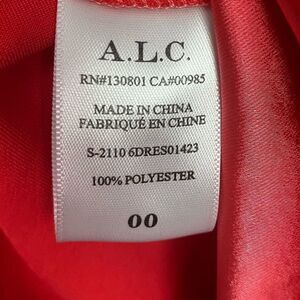 A.L.C.
RN#130801 CA#00985
MADE IN CHINA
FABRIQUÉ EN CHINE
S-2110 6DRES01423
100% POLYESTER
00